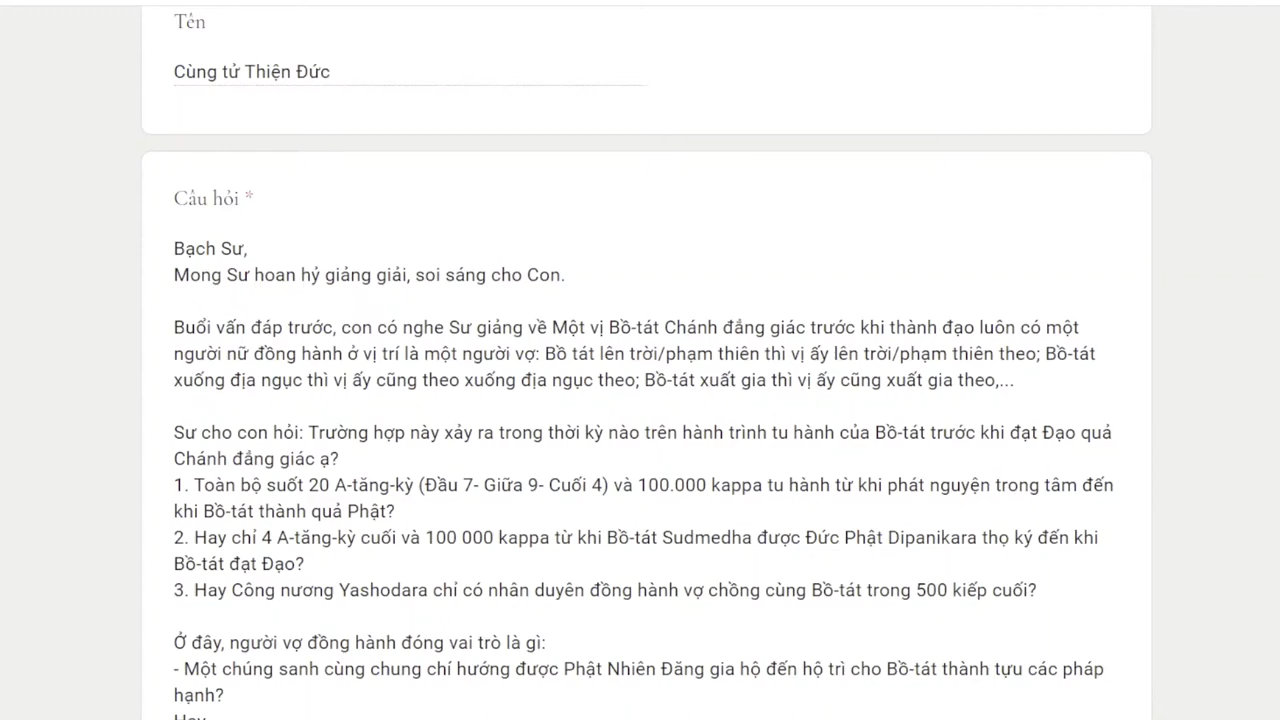 Tên
Cùng tử Thiện Đức
Câu hỏi *
Bạch Sư,
Mong Sư hoan hỷ giảng giải, soi sáng cho Con.
Buổi vấn đáp trước, con có nghe Sư giảng về Một vị Bồ-tát Chánh đẳng giác trước khi thành đạo luôn có một
người nữ đồng hành ở vị trí là một người vợ: Bồ tát lên trời/phạm thiên thì vị ấy lên trời/phạm thiên theo; Bồ-tát
xuống địa ngục thì vị ấy cũng theo xuống địa ngục theo; Bồ-tát xuất gia thì vị ấy cũng xuất gia theo,...
Sư cho con hỏi: Trường hợp này xảy ra trong thời kỳ nào trên hành trình tu hành của Bồ-tát trước khi đạt Đạo quả
Chánh đẳng giác ạ?
1. Toàn bộ suốt 20 A-tăng-kỳ (Đầu 7- Giữa 9- Cuối 4) và 100.000 kappa tu hành từ khi phát nguyện trong tâm đến
khi Bồ-tát thành quả Phật?
2. Hay chỉ 4 A-tăng-kỳ cuối và 100 000 kappa từ khi Bồ-tát Sudmedha được Đức Phật Dipanikara thọ ký đến khi
Bồ-tát đạt Đạo?
3. Hay Công nương Yashodara chỉ có nhân duyên đồng hành vợ chồng cùng Bồ-tát trong 500 kiếp cuối?
Ở đây, người vợ đồng hành đóng vai trò là gì:
- Một chúng sanh cùng chung chí hướng được Phật Nhiên Đăng gia hộ đến hộ trì cho Bồ-tát thành tựu các pháp
hạnh?
Hay